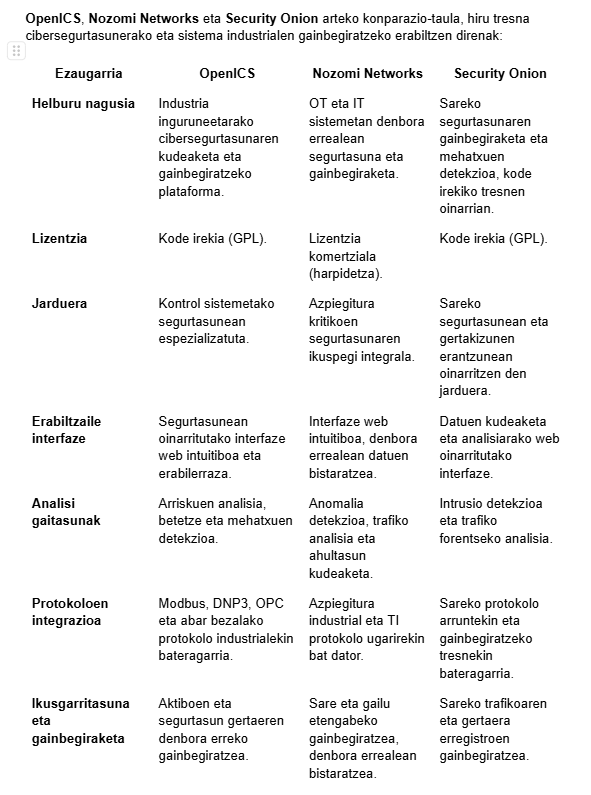 OpenICS, Nozomi Networks eta Security Onion arteko konparazio-taula, hiru tresna
cibersegurtasunerako eta sistema industrialen gainbegiratzeko erabiltzen direnak:
Ezaugarria OpenICS Nozomi Networks Security Onion
Helburu nagusia
Industria
inguruneetarako
cibersegurtasunaren
kudeaketa eta
gainbegiratzeko
plataforma.
OT eta IT
sistemetan denbora
errealean
segurtasuna eta
gainbegiraketa.
Sareko
segurtasunaren
gainbegiraketa eta
mehatxuen
detekzioa, kode
irekiko tresnen
oinarrian.
Lizentzia
Kode irekia (GPL).
Lizentzia
komertziala
(harpidetza).
Kode irekia (GPL).
Jarduera
Kontrol sistemetako
segurtasunean
espezializatuta.
Azpiegitura
kritikoen
segurtasunaren
ikuspegi integrala.
Sareko
segurtasunean eta
gertakizunen
erantzunean
oinarritzen den
jarduera.
Erabiltzaile
interfaze
Segurtasunean
oinarritutako interfaze
web intuitiboa eta
erabilerraza.
Interfaze web
intuitiboa, denbora
errealean datuen
bistaratzea.
Datuen kudeaketa
eta analisiarako web
oinarritutako
interfaze.
Analisi
gaitasunak
Arriskuen analisia,
betetze eta mehatxuen
detekzioa.
Anomalia
detekzioa, trafiko
analisia eta
ahultasun
kudeaketa.
Intrusio detekzioa
eta trafiko
forentseko analisia.
Protokoloen
integrazioa
Modbus, DNP3, OPC
eta abar bezalako
protokolo industrialekin
bateragarria.
Azpiegitura
industrial eta TI
protokolo ugarirekin
bat dator.
Sareko protokolo
arruntekin eta
gainbegiratzeko
tresnekin
bateragarria.
Ikusgarritasuna
eta
gainbegiraketa
Aktiboen eta
segurtasun gertaeren
denbora erreko
gainbegiratzea.
Sare eta gailu
etengabeko
gainbegiratzea,
denbora errealean
bistaratzea.
Sareko trafikoaren
eta gertaera
erregistroen
gainbegiratzea.